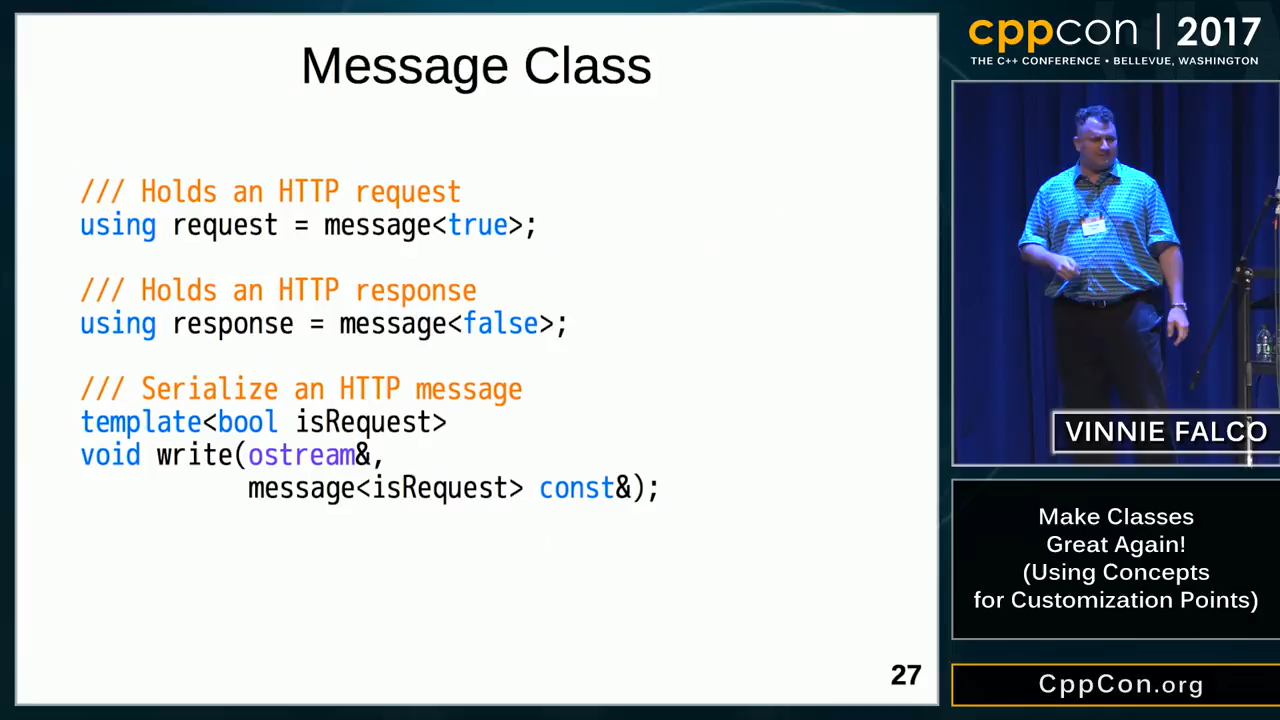 Message Class
/// Holds an HTTP request
using request = message<true>;
/// Holds an HTTP response
using response = message<false>;
/// Serialize an HTTP message
template<bool isRequest>
void write(ostream&,
message<isRequest> const&);
27
cppcon | 2017
THE C++ CONFERENCE • BELLEVUE, WASHINGTON
VINNIE FALCO
Make Classes
Great Again!
(Using Concepts
for Customization Points)
CppCon.org